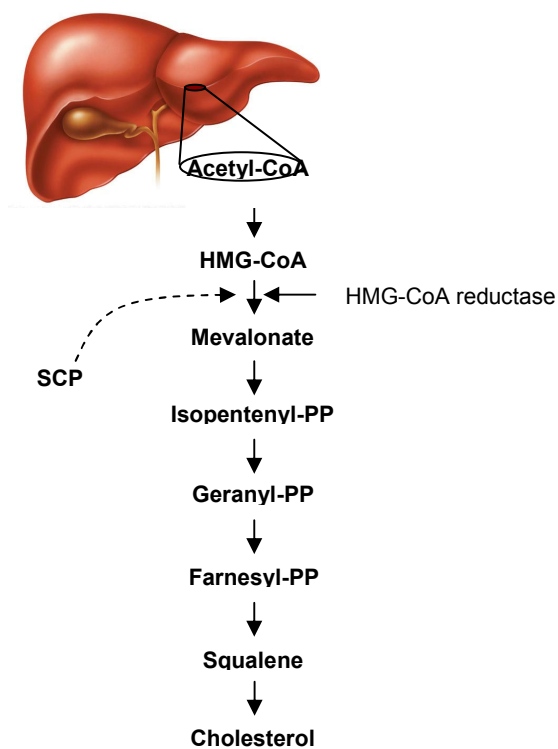 Acetyl-CoA
HMG-CoA
HMG-CoA reductase
Mevalonate
SCP
Isopentenyl-PP
Geranyl-PP
Farnesyl-PP
Squalene
Cholesterol